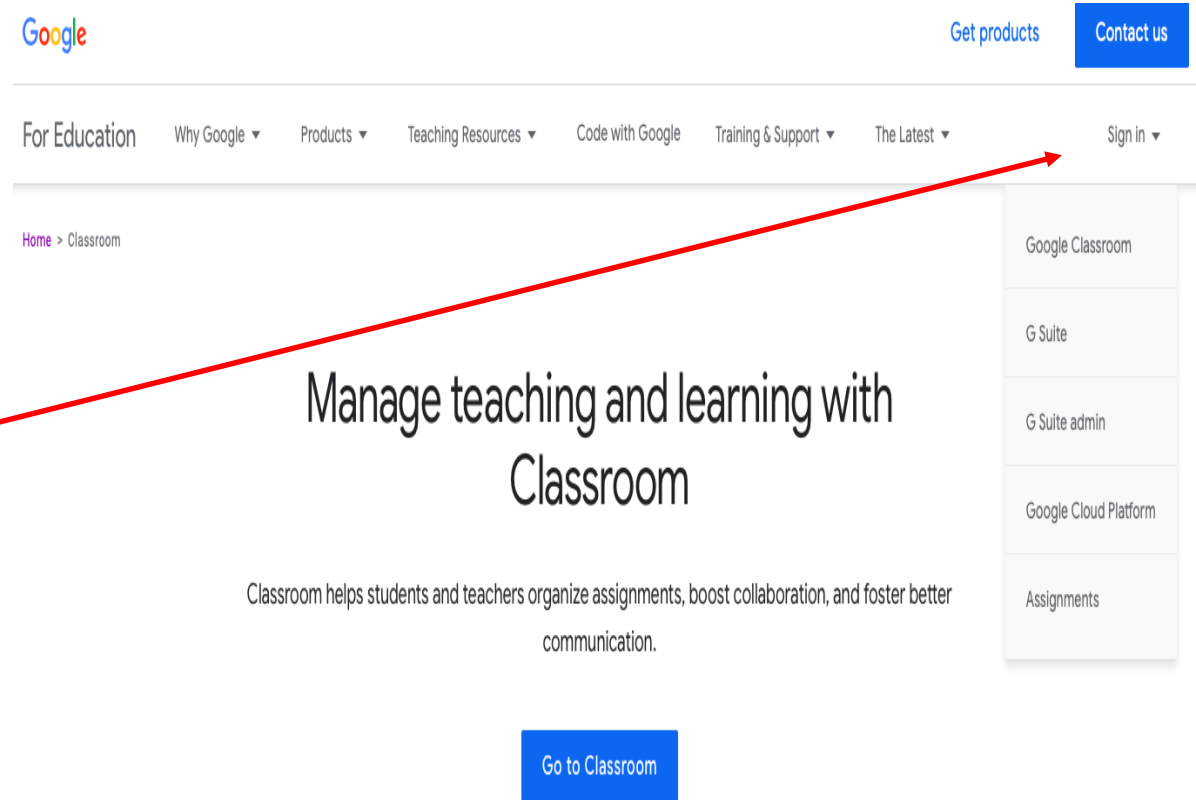 Google
Get products
Contact us
For Education
Why Google
Products
Teaching Resources
Code with Google
Training & Support
The Latest
Sign in
Home > Classroom
Google Classroom
G Suite
G Suite admin
Google Cloud Platform
Assignments
Manage teaching and learning with
Classroom
Classroom helps students and teachers organize assignments, boost collaboration, and foster better
communication.
Go to Classroom